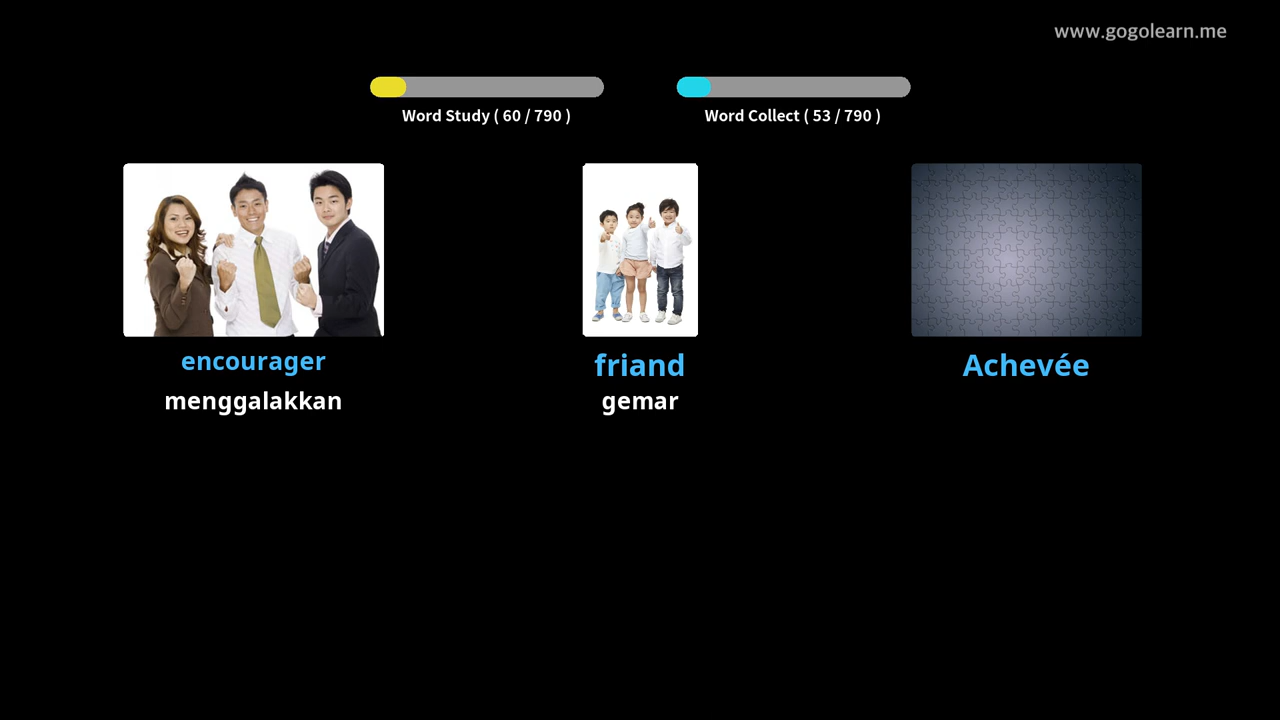 www.gogolearn.me
Word Study ( 60 / 790 )
Word Collect ( 53 / 790 )
encourager
menggalakkan
friand
gemar
Achevée